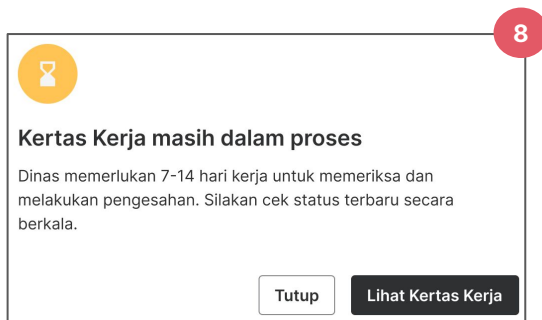 8
Kertas Kerja masih dalam proses
Dinas memerlukan 7-14 hari kerja untuk memeriksa dan
melakukan pengesahan. Silakan cek status terbaru secara
berkala.
Tutup
Lihat Kertas Kerja